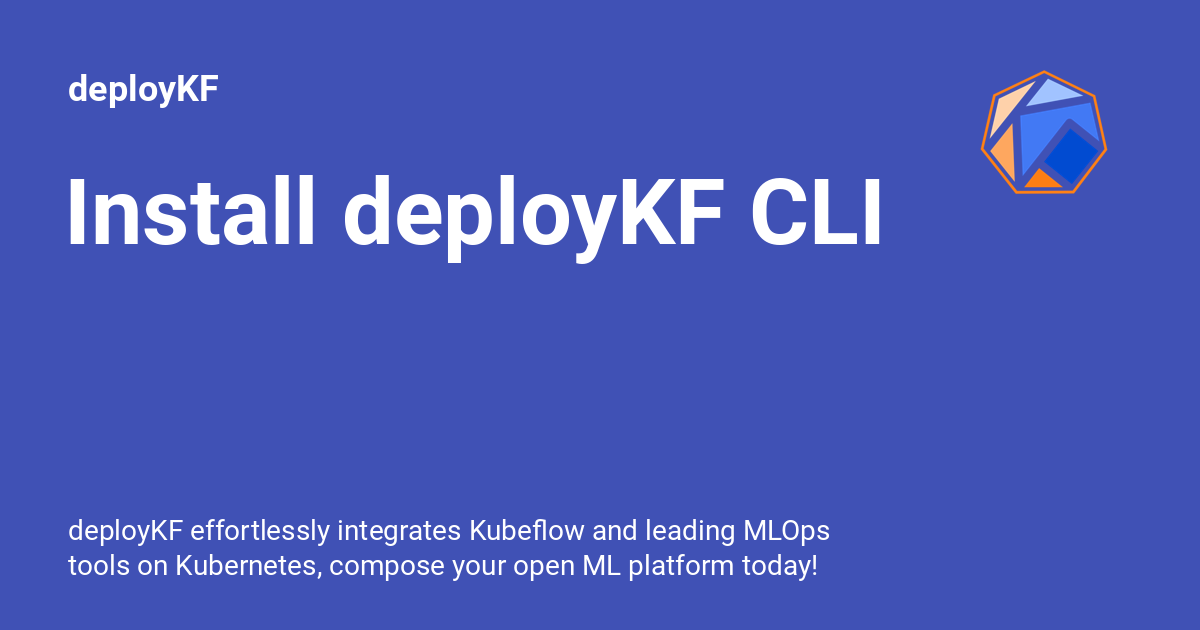 deployKF
Install deployKF CLI
deployKF effortlessly integrates Kubeflow and leading MLOps
tools on Kubernetes, compose your open ML platform today!